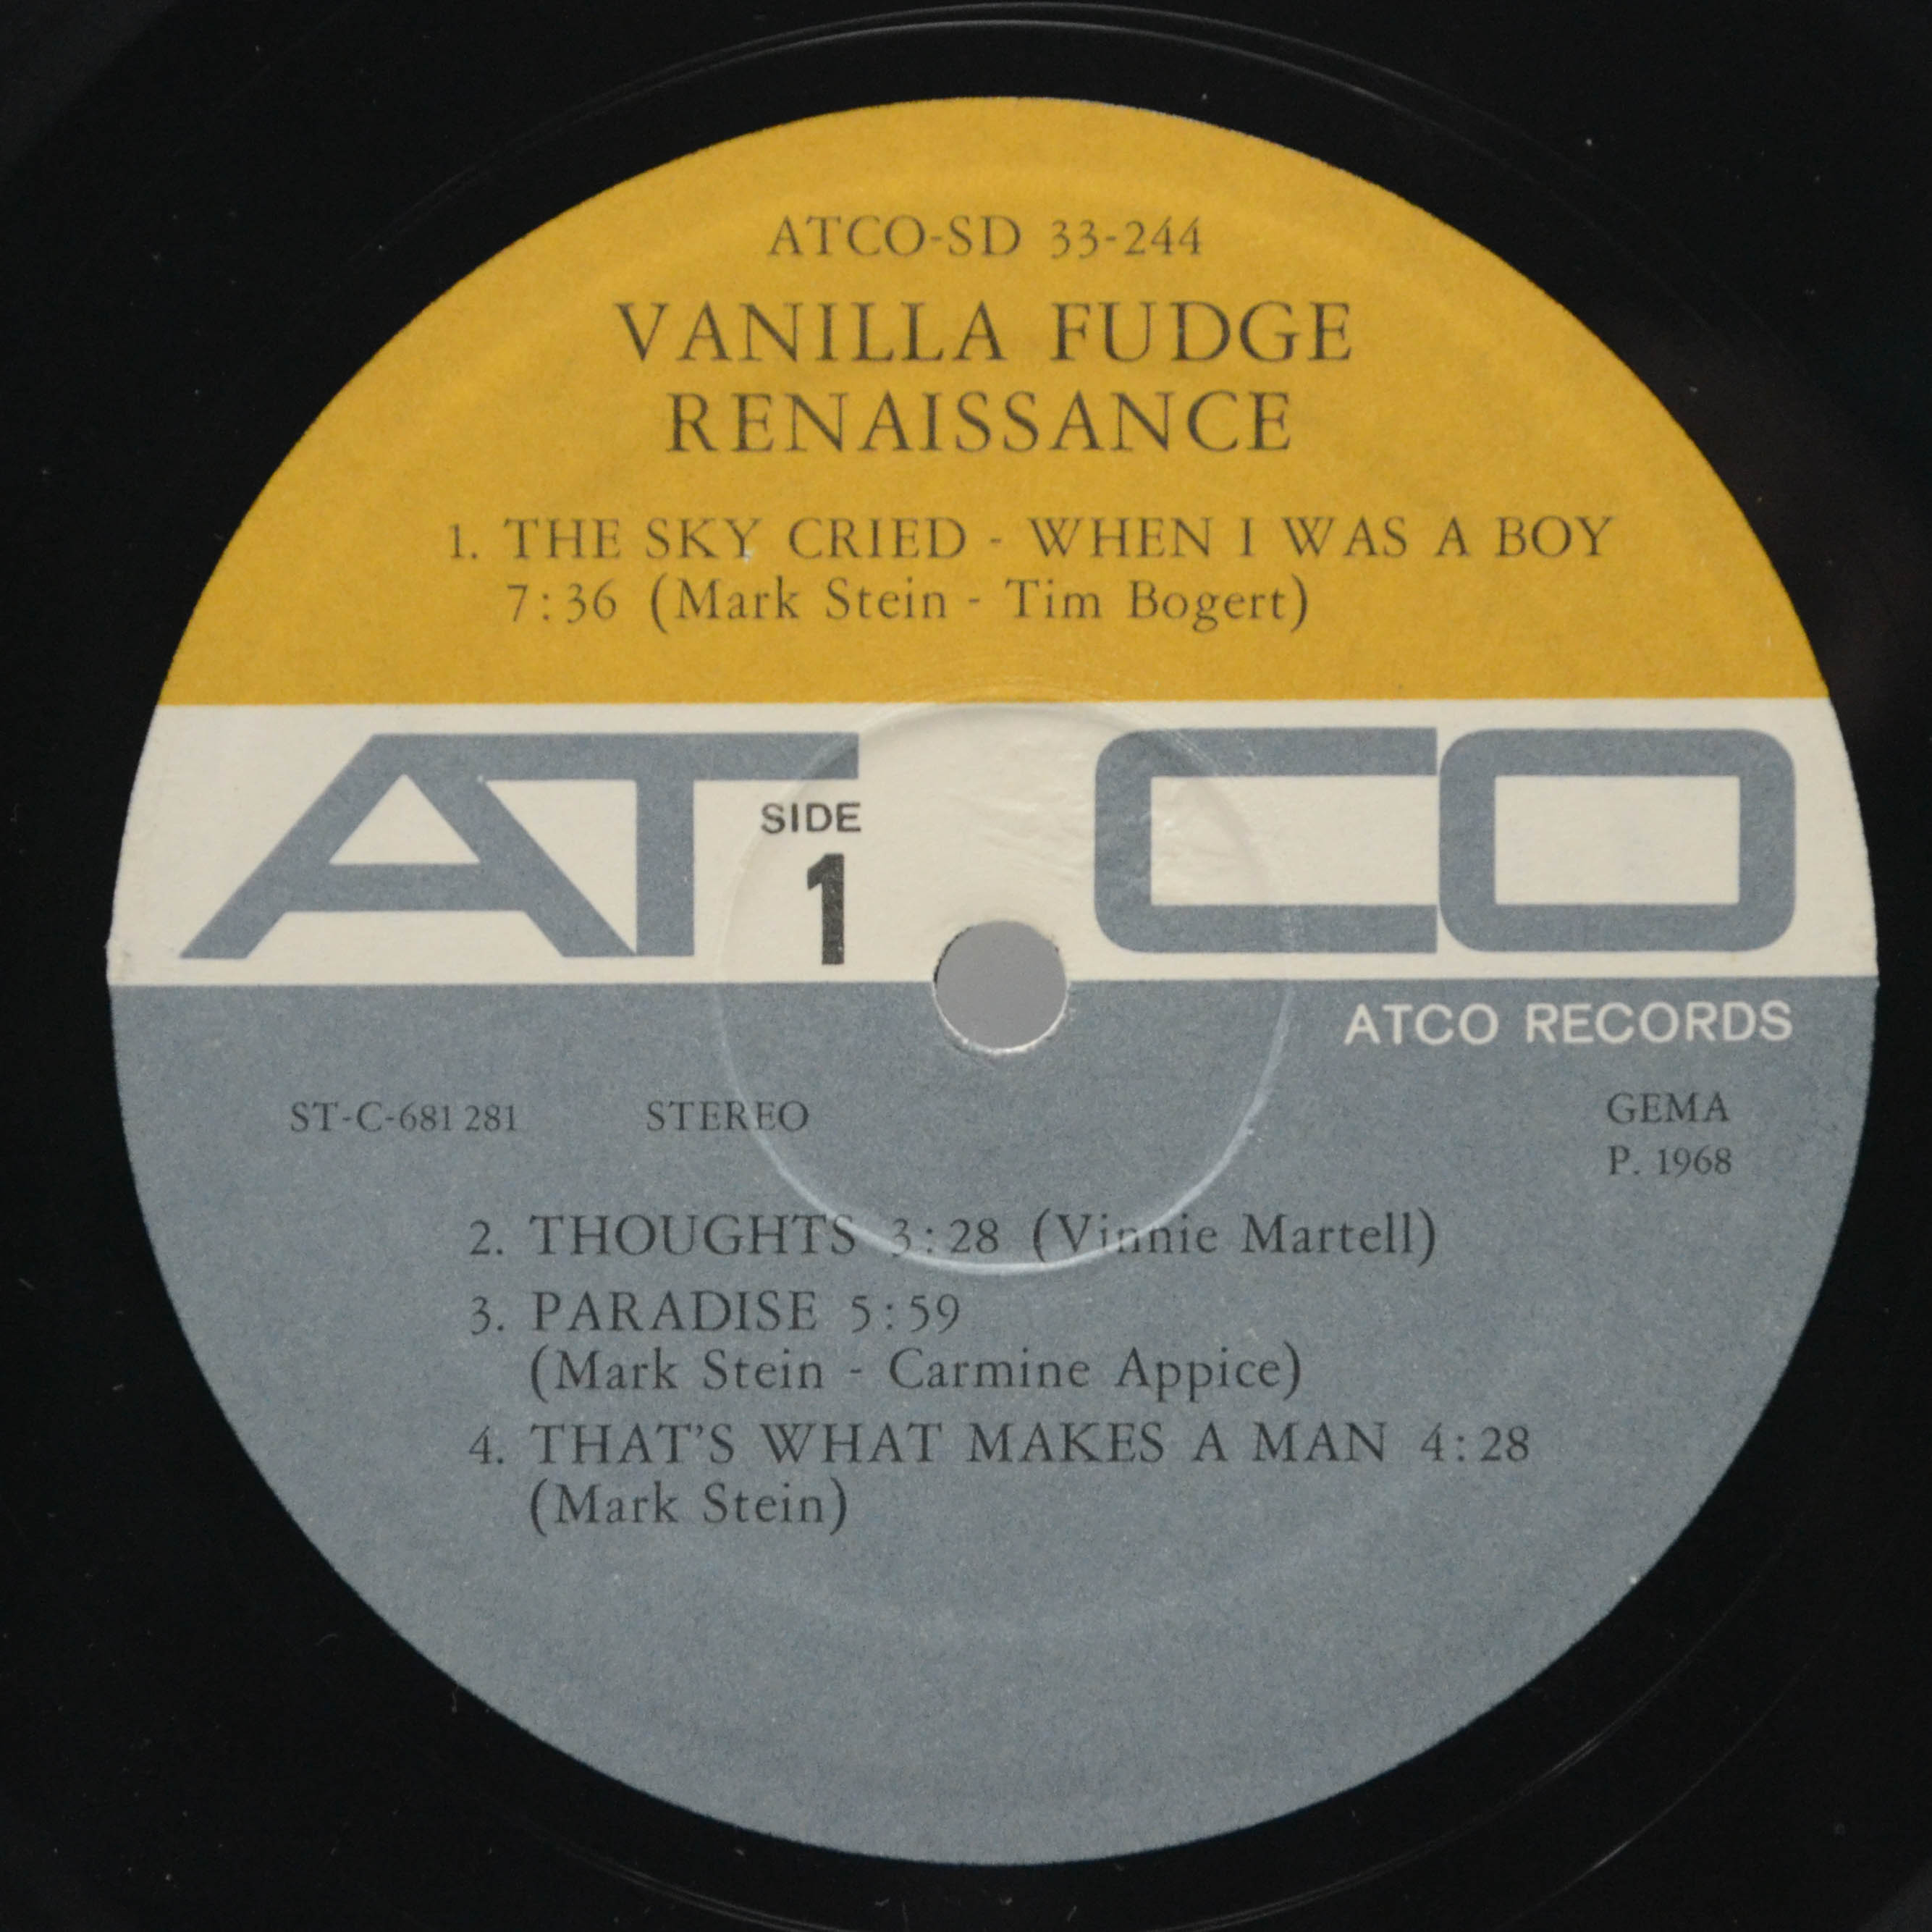 ATCO-SD 33-244
VANILLA FUDGE
RENAISSANCE
1. THE SKY CRIED - WHEN I WAS A BOY
7:36 (Mark Stein - Tim Bogert)
ATCO
SIDE
1
ATCO RECORDS
ST-C-681 281 STEREO GEMA
P. 1968
2. THOUGHTS 3:28 (Vinnie Martell)
3. PARADISE 5:59
(Mark Stein - Carmine Appice)
4. THAT'S WHAT MAKES A MAN 4:28
(Mark Stein)